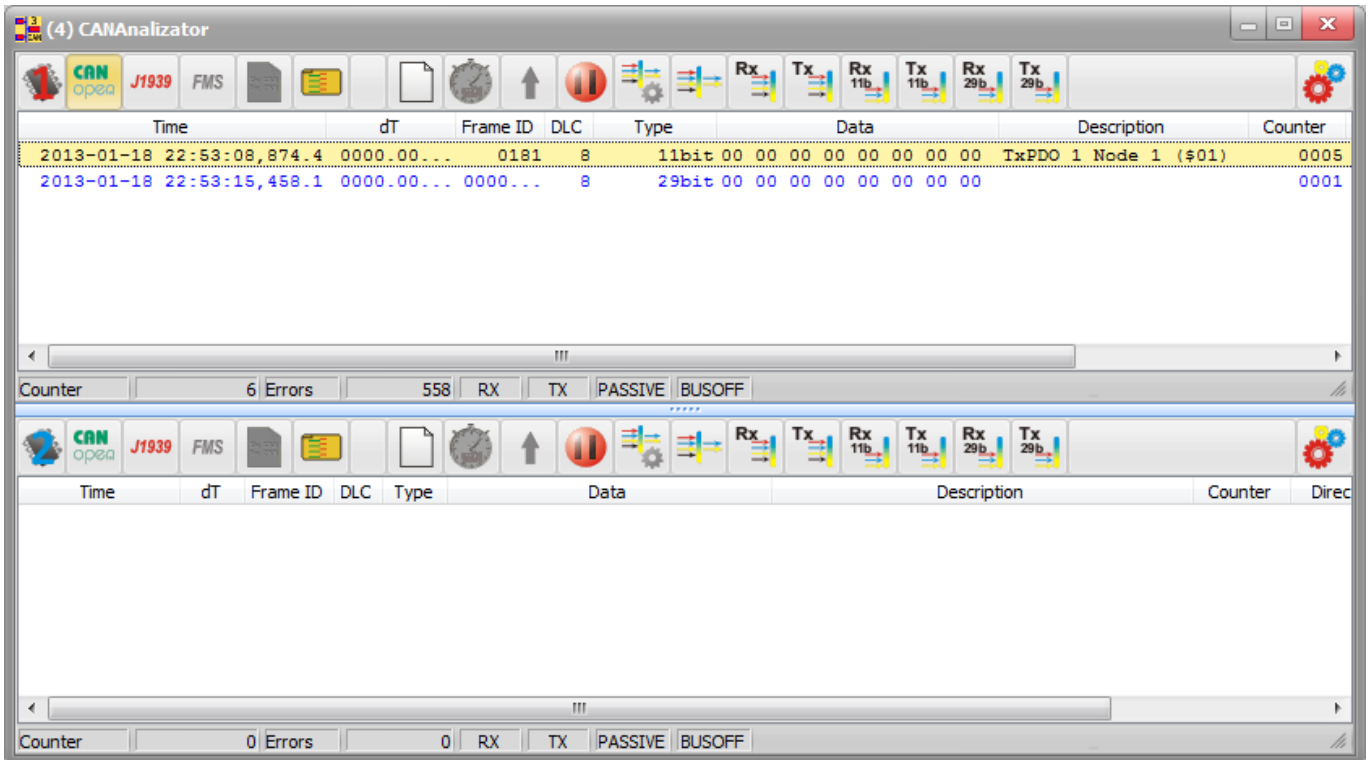 (4) CANAnalizator
1 CAN open J1939 FMS Rx Tx Rx 11b Tx 11b Rx 29b Tx 29b
Time dT Frame ID DLC Type Data Description Counter
2013-01-18 22:53:08,874.4 0000.00... 0181 8 11bit 00 00 00 00 00 00 00 00 TxPDO 1 Node 1 ($01) 0005
2013-01-18 22:53:15,458.1 0000.00... 0000... 8 29bit 00 00 00 00 00 00 00 00 0001
Counter 6 Errors 558 RX TX PASSIVE BUSOFF
2 CAN open J1939 FMS Rx Tx Rx 11b Tx 11b Rx 29b Tx 29b
Time dT Frame ID DLC Type Data Description Counter Direc
Counter 0 Errors 0 RX TX PASSIVE BUSOFF